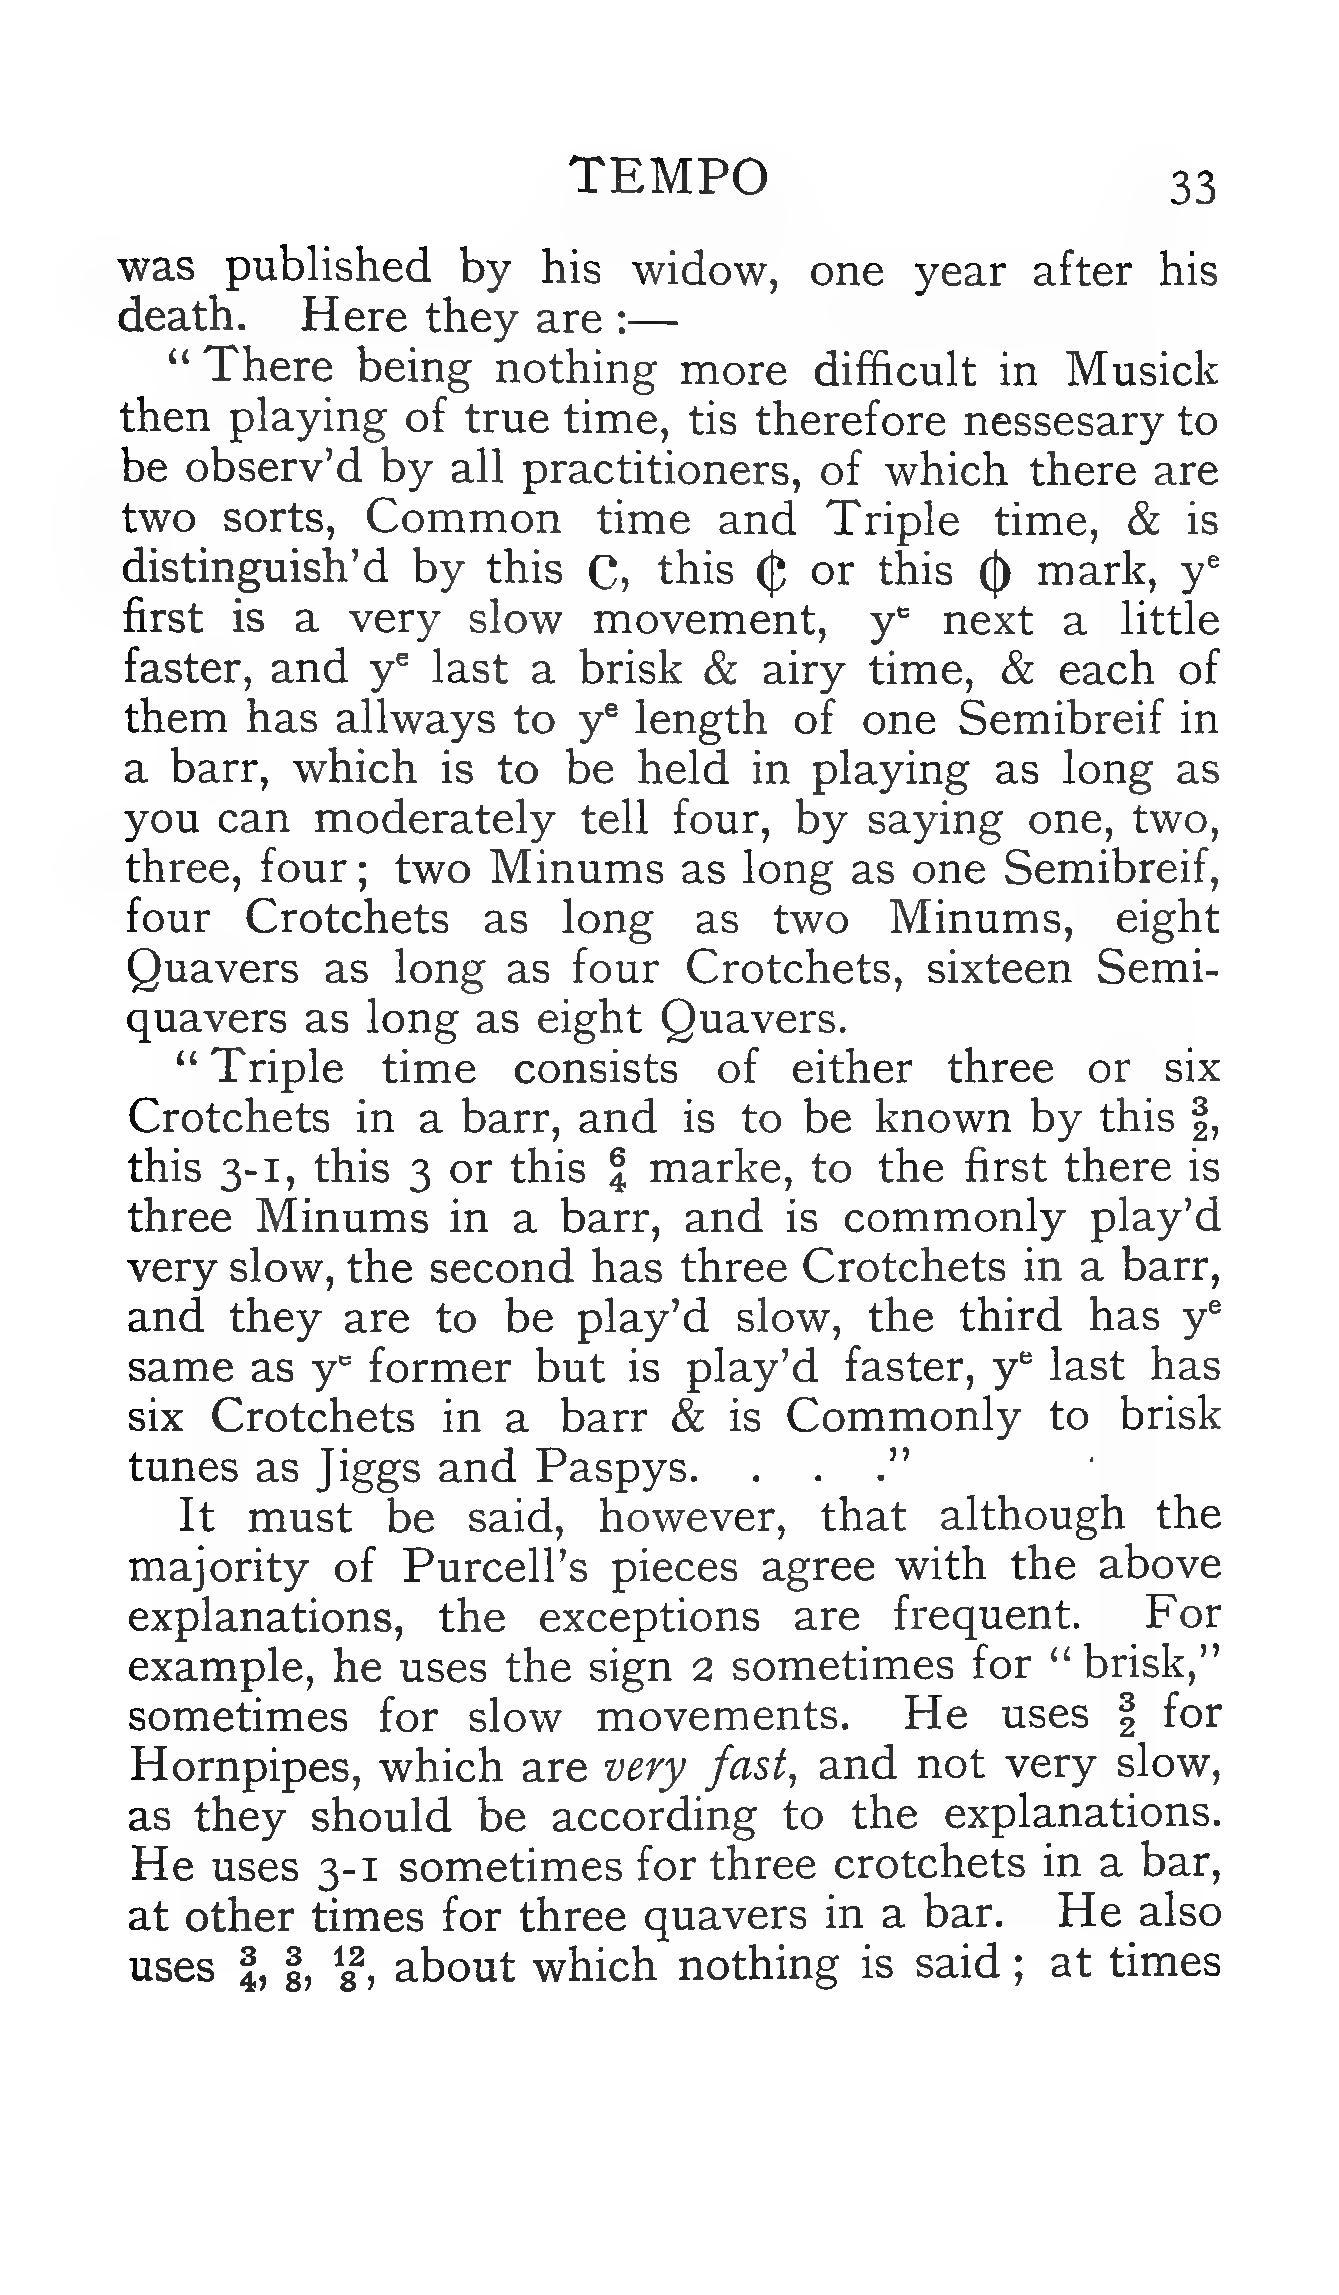 TEMPO 33
was published by his widow, one year after his
death. Here they are :—
“ There being nothing more difficult in Musick
then playing of true time, tis therefore nessesary to
be observ’d by all practitioners, of which there are
two sorts, Common time and Triple time, & is
distinguish’d by this C, this ₵ or this ⌽ mark, yᵉ
first is a very slow movement, yᵉ next a little
faster, and yᵉ last a brisk & airy time, & each of
them has allways to yᵉ length of one Semibreif in
a barr, which is to be held in playing as long as
you can moderately tell four, by saying one, two,
three, four ; two Minums as long as one Semibreif,
four Crotchets as long as two Minums, eight
Quavers as long as four Crotchets, sixteen Semi-
quavers as long as eight Quavers.
“ Triple time consists of either three or six
Crotchets in a barr, and is to be known by this 3/2,
this 3-1, this 3 or this 6/4 marke, to the first there is
three Minums in a barr, and is commonly play’d
very slow, the second has three Crotchets in a barr,
and they are to be play’d slow, the third has yᵉ
same as yᵉ former but is play’d faster, yᵉ last has
six Crotchets in a barr & is Commonly to brisk
tunes as Jiggs and Paspys. . . .”
It must be said, however, that although the
majority of Purcell’s pieces agree with the above
explanations, the exceptions are frequent. For
example, he uses the sign 2 sometimes for “ brisk,”
sometimes for slow movements. He uses 3/2 for
Hornpipes, which are very fast, and not very slow,
as they should be according to the explanations.
He uses 3-1 sometimes for three crotchets in a bar,
at other times for three quavers in a bar. He also
uses 3/4, 3/8, 12/8, about which nothing is said ; at times